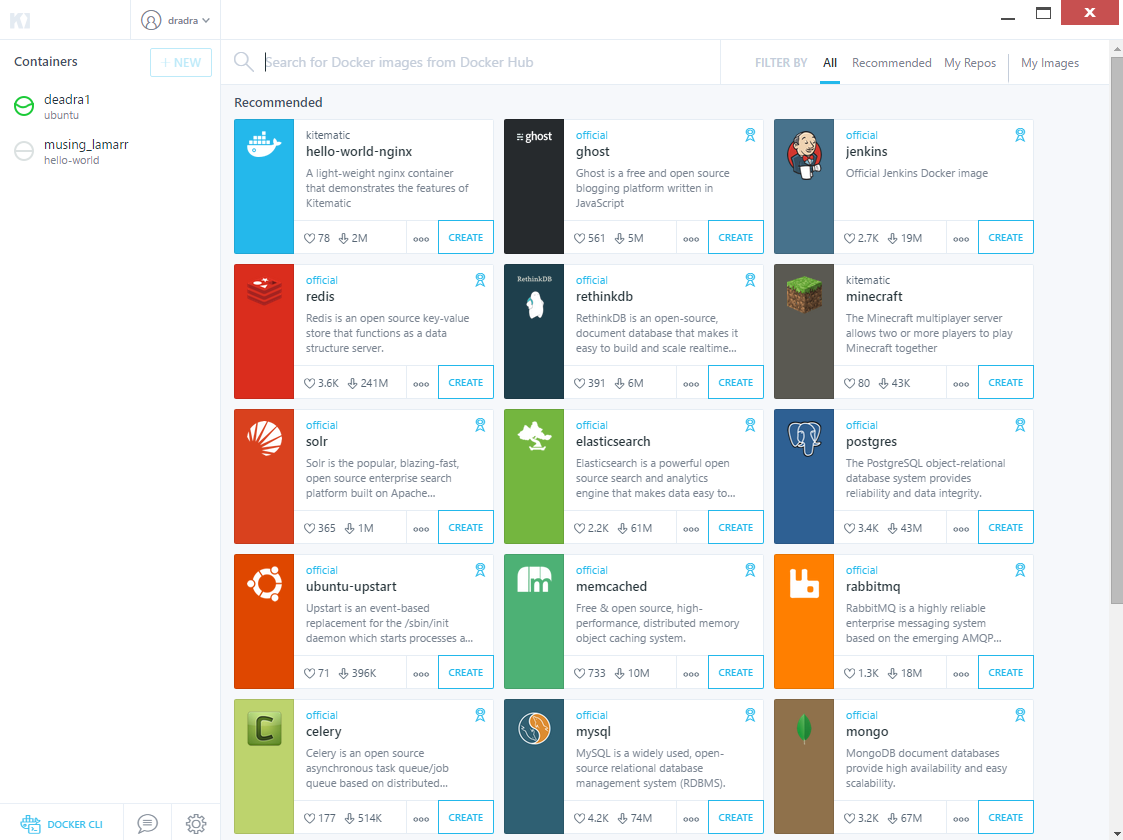 dradra
Containers
+ NEW
deadra1
ubuntu
musing_lamarr
hello-world
DOCKER CLI
Search for Docker images from Docker Hub
FILTER BY All Recommended My Repos My Images
Recommended
kitematic
hello-world-nginx
A light-weight nginx container
that demonstrates the features of
Kitematic
78 2M
CREATE
ghost
official
ghost
Ghost is a free and open source
blogging platform written in
JavaScript
561 5M
CREATE
official
jenkins
Official Jenkins Docker image
2.7K 19M
CREATE
official
redis
Redis is an open source key-value
store that functions as a data
structure server.
3.6K 241M
CREATE
RethinkDB
official
rethinkdb
RethinkDB is an open-source,
document database that makes it
easy to build and scale realtime...
391 6M
CREATE
kitematic
minecraft
The Minecraft multiplayer server
allows two or more players to play
Minecraft together
80 43K
CREATE
official
solr
Solr is the popular, blazing-fast,
open source enterprise search
platform built on Apache...
365 1M
CREATE
official
elasticsearch
Elasticsearch is a powerful open
source search and analytics
engine that makes data easy to...
2.2K 61M
CREATE
official
postgres
The PostgreSQL object-relational
database system provides
reliability and data integrity.
3.4K 43M
CREATE
official
ubuntu-upstart
Upstart is an event-based
replacement for the /sbin/init
daemon which starts processes a...
71 396K
CREATE
m
official
memcached
Free & open source, high-
performance, distributed memory
object caching system.
733 10M
CREATE
official
rabbitmq
RabbitMQ is a highly reliable
enterprise messaging system
based on the emerging AMQP...
1.3K 18M
CREATE
C
official
celery
Celery is an open source
asynchronous task queue/job
queue based on distributed...
177 514K
CREATE
official
mysql
MySQL is a widely used, open-
source relational database
management system (RDBMS).
4.2K 74M
CREATE
official
mongo
MongoDB document databases
provide high availability and easy
scalability.
3.2K 67M
CREATE